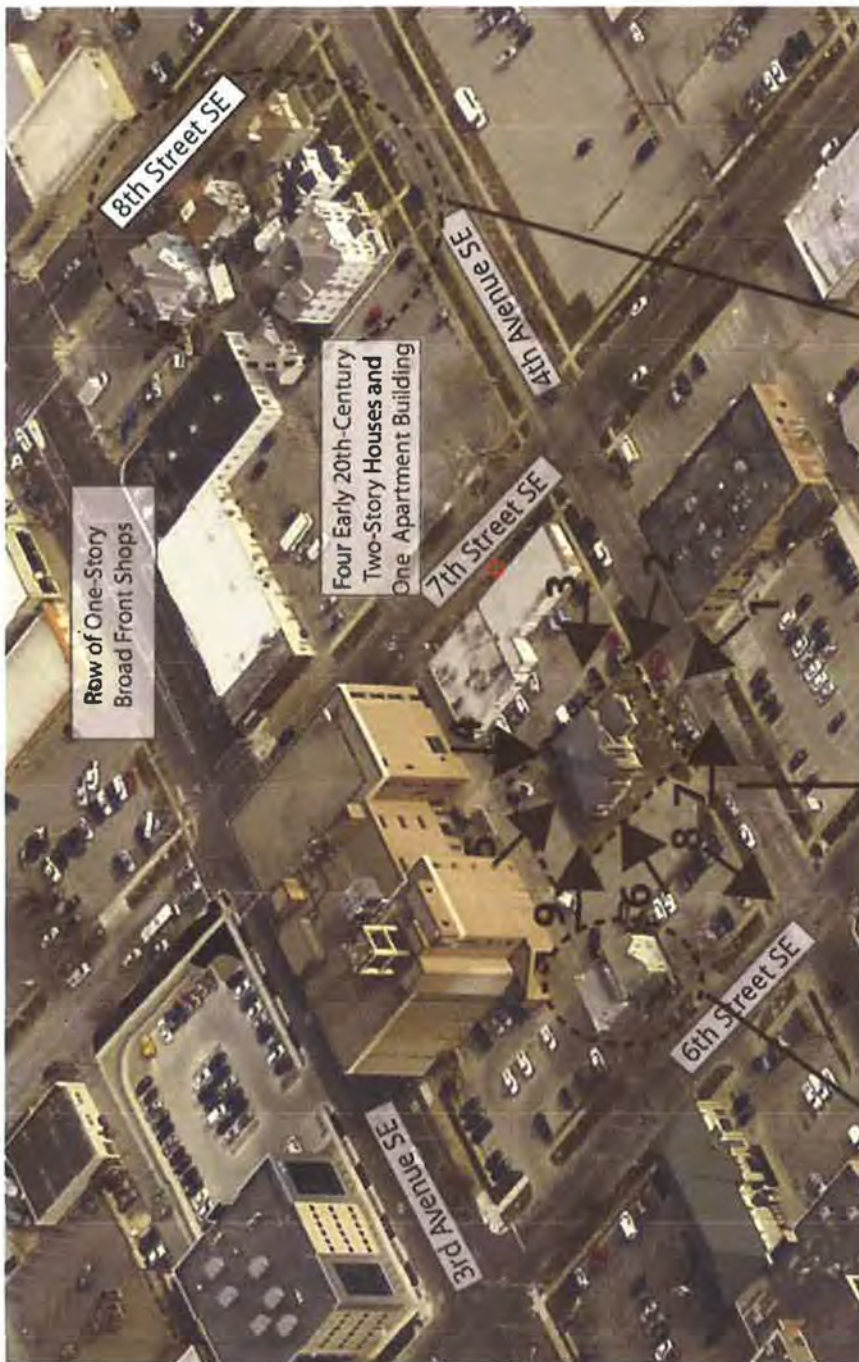 8th Street SE
Row of One-Story
Broad Front Shops
Four Early 20th-Century
Two-Story Houses and
One Apartment Building
4th Avenue SE
7th Street SE
3
2
1
5
9
6
8
7
6th Street SE
3rd Avenue SE